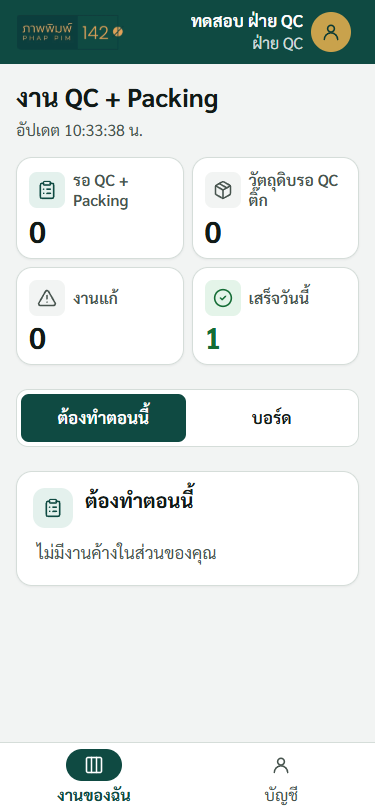 ภาพพิมพ์
PHAP PIM
142
ทดสอบ ฝ่าย QC
ฝ่าย QC
งาน QC + Packing
อัปเดต 10:33:38 น.
รอ QC +
Packing
0
วัตถุดิบรอ QC
ติ๊ก
0
งานแก้
0
เสร็จวันนี้
1
ต้องทำตอนนี้
บอร์ด
ต้องทำตอนนี้
ไม่มีงานค้างในส่วนของคุณ
งานของฉัน
บัญชี